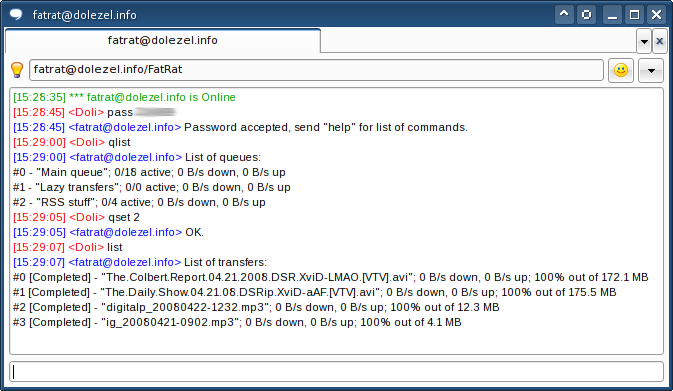 fatrat@dolezel.info
fatrat@dolezel.info
fatrat@dolezel.info/FatRat
[15:28:35] *** fatrat@dolezel.info is Online
[15:28:45] <Doli> pass
[15:28:45] <fatrat@dolezel.info> Password accepted, send "help" for list of commands.
[15:29:00] <Doli> qlist
[15:29:00] <fatrat@dolezel.info> List of queues:
#0 - "Main queue"; 0/18 active; 0 B/s down, 0 B/s up
#1 - "Lazy transfers"; 0/0 active; 0 B/s down, 0 B/s up
#2 - "RSS stuff"; 0/4 active; 0 B/s down, 0 B/s up
[15:29:05] <Doli> qset 2
[15:29:05] <fatrat@dolezel.info> OK.
[15:29:07] <Doli> list
[15:29:07] <fatrat@dolezel.info> List of transfers:
#0 [Completed] - "The.Colbert.Report.04.21.2008.DSR.XviD-LMAO.[VTV].avi"; 0 B/s down, 0 B/s up; 100% out of 172.1 MB
#1 [Completed] - "The.Daily.Show.04.21.08.DSRip.XviD-aAF.[VTV].avi"; 0 B/s down, 0 B/s up; 100% out of 175.5 MB
#2 [Completed] - "digitalp_20080422-1232.mp3"; 0 B/s down, 0 B/s up; 100% out of 12.3 MB
#3 [Completed] - "ig_20080421-0902.mp3"; 0 B/s down, 0 B/s up; 100% out of 4.1 MB